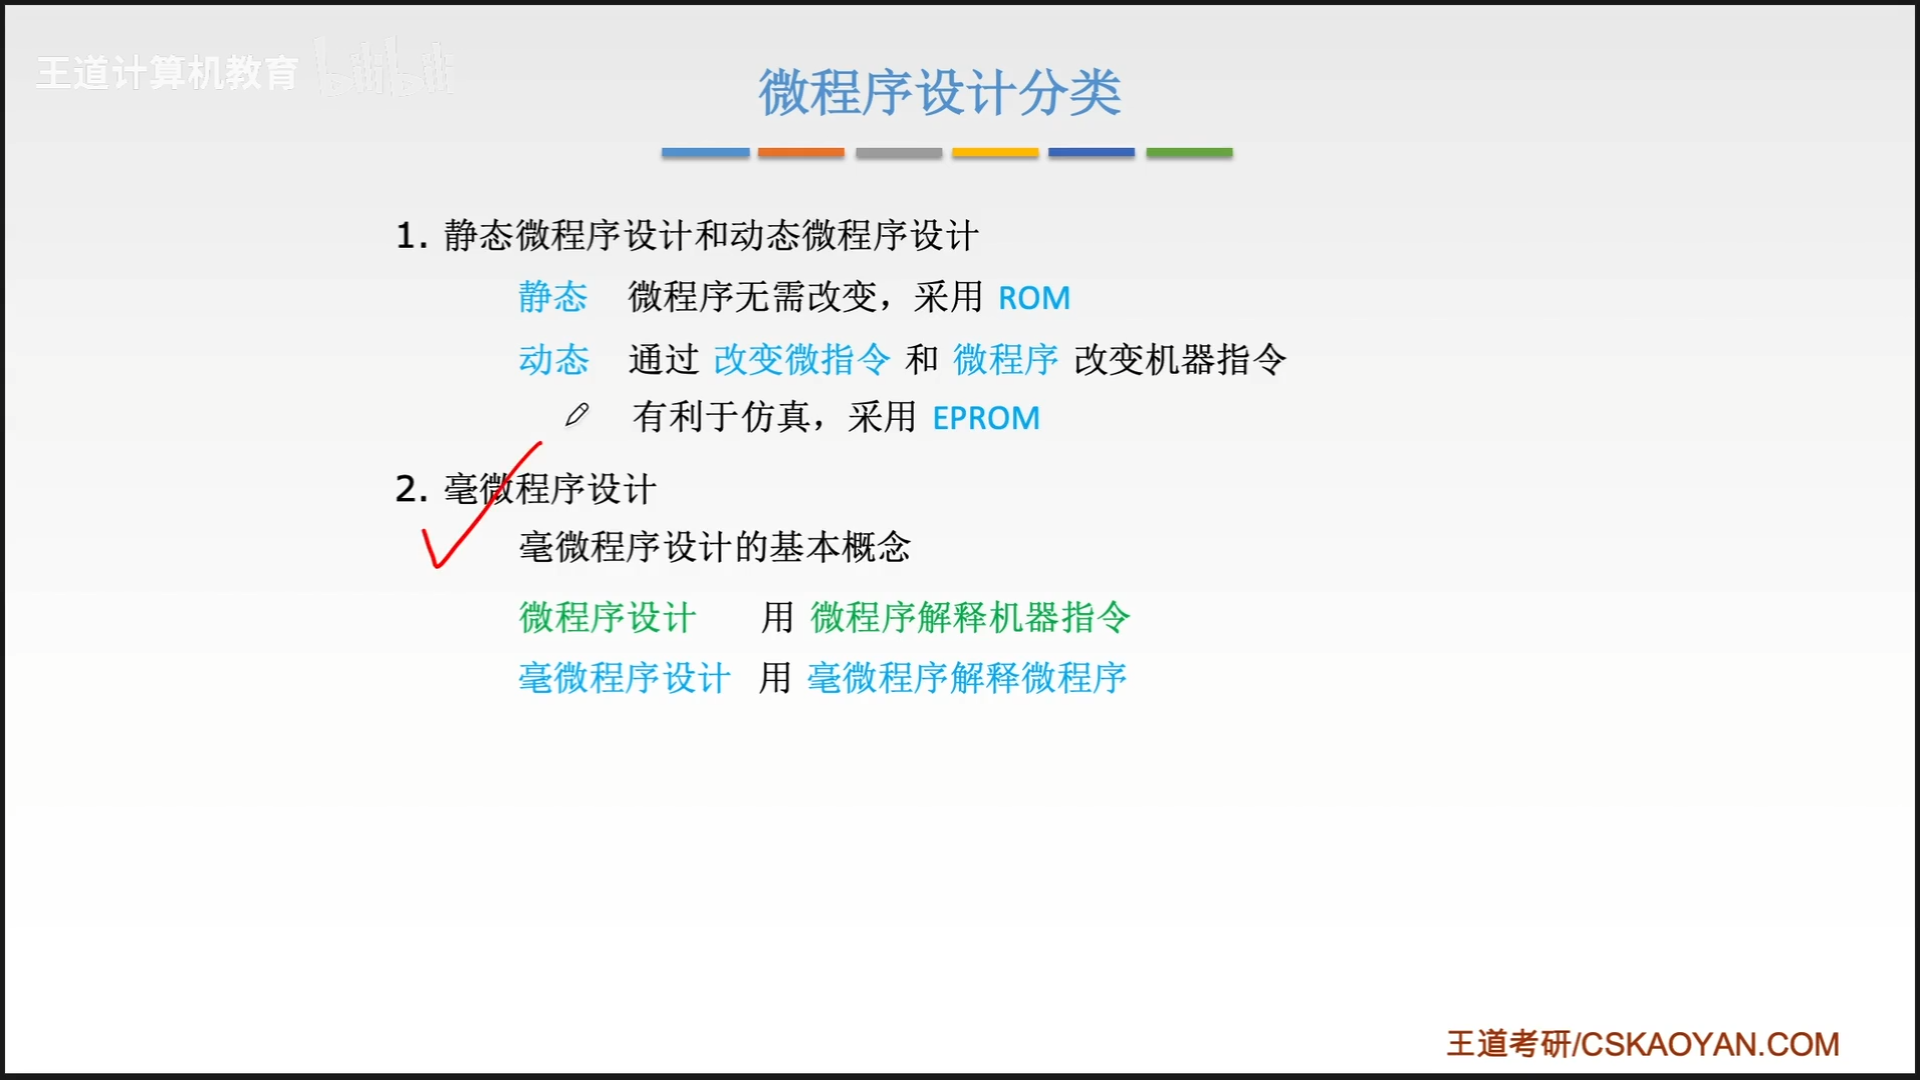 王道计算机教育 bilibili
微程序设计分类
1. 静态微程序设计和动态微程序设计
静态 微程序无需改变，采用 ROM
动态 通过 改变微指令 和 微程序 改变机器指令
有利于仿真，采用 EPROM
2. 毫微程序设计
毫微程序设计的基本概念
微程序设计 用 微程序解释机器指令
毫微程序设计 用 毫微程序解释微程序
王道考研/CSKAOYAN.COM